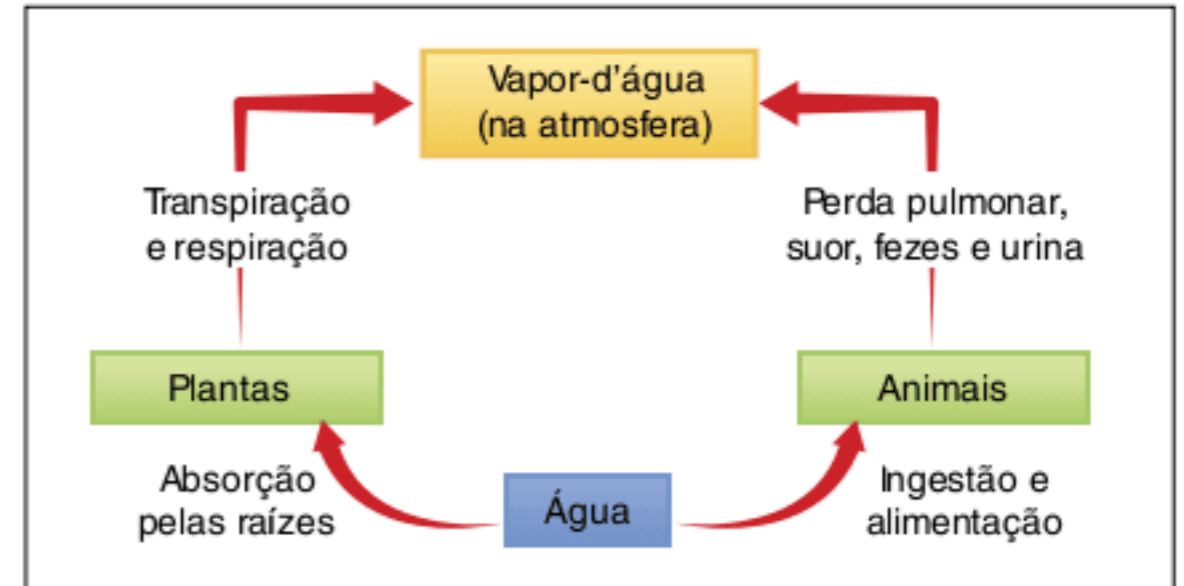 Vapor-d'água
(na atmosfera)
Transpiração
e respiração
Perda pulmonar,
suor, fezes e urina
Plantas
Animais
Absorção
pelas raízes
Água
Ingestão e
alimentação